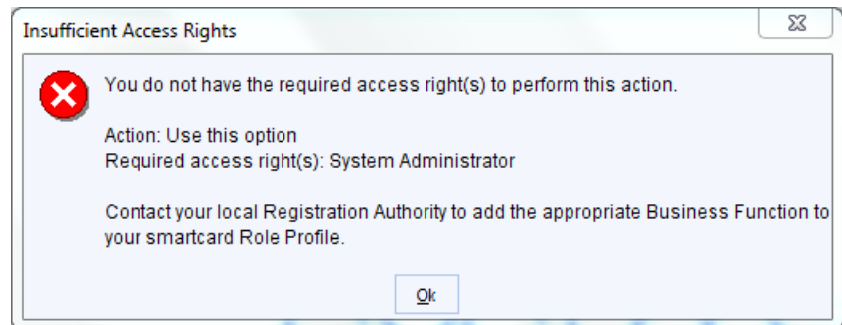 Insufficient Access Rights
You do not have the required access right(s) to perform this action.
Action: Use this option
Required access right(s): System Administrator
Contact your local Registration Authority to add the appropriate Business Function to
your smartcard Role Profile.
Ok